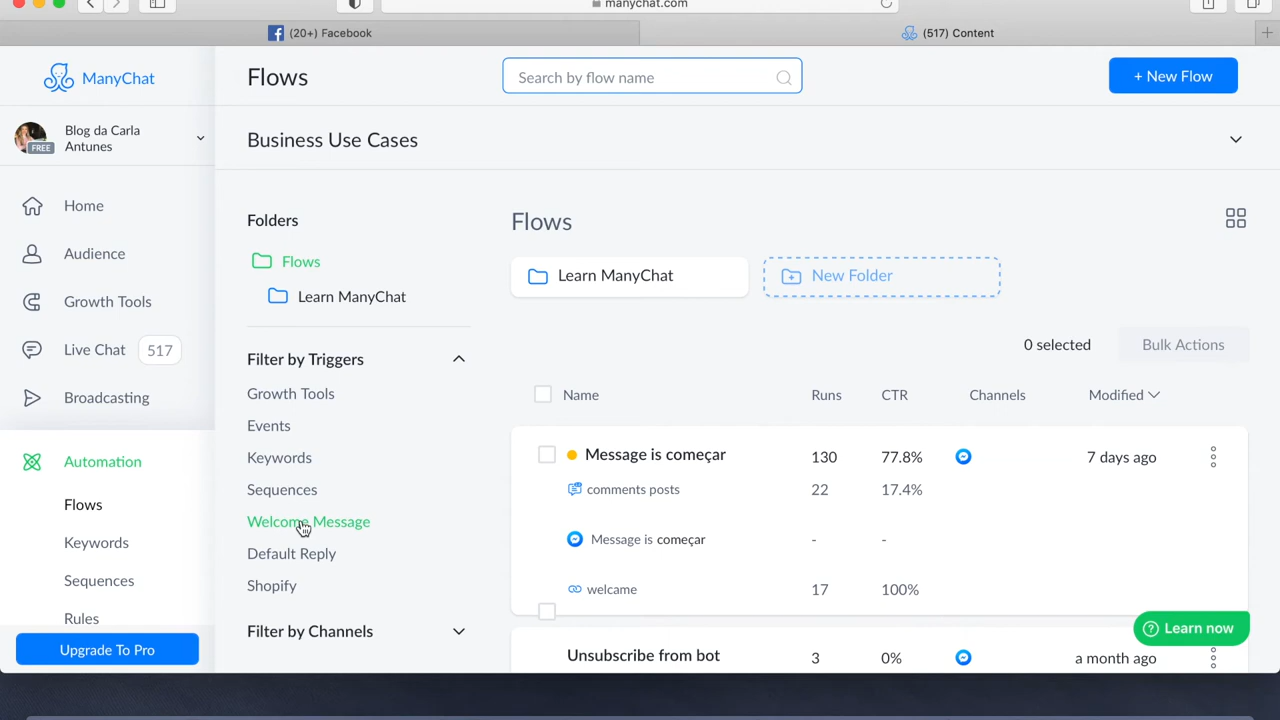 manychat.com
(20+) Facebook
(517) Content
ManyChat
Flows
Search by flow name
+ New Flow
Blog da Carla
Antunes
FREE
Business Use Cases
Home
Audience
Growth Tools
Live Chat 517
Broadcasting
Automation
Flows
Keywords
Sequences
Rules
Upgrade To Pro
Folders
Flows
Learn ManyChat
Filter by Triggers
Growth Tools
Events
Keywords
Sequences
Welcome Message
Default Reply
Shopify
Filter by Channels
Flows
Learn ManyChat
New Folder
0 selected
Bulk Actions
Name Runs CTR Channels Modified
Message is começar 130 77.8% 7 days ago
comments posts 22 17.4%
Message is começar - -
welcame 17 100%
Learn now
Unsubscribe from bot 3 0% a month ago